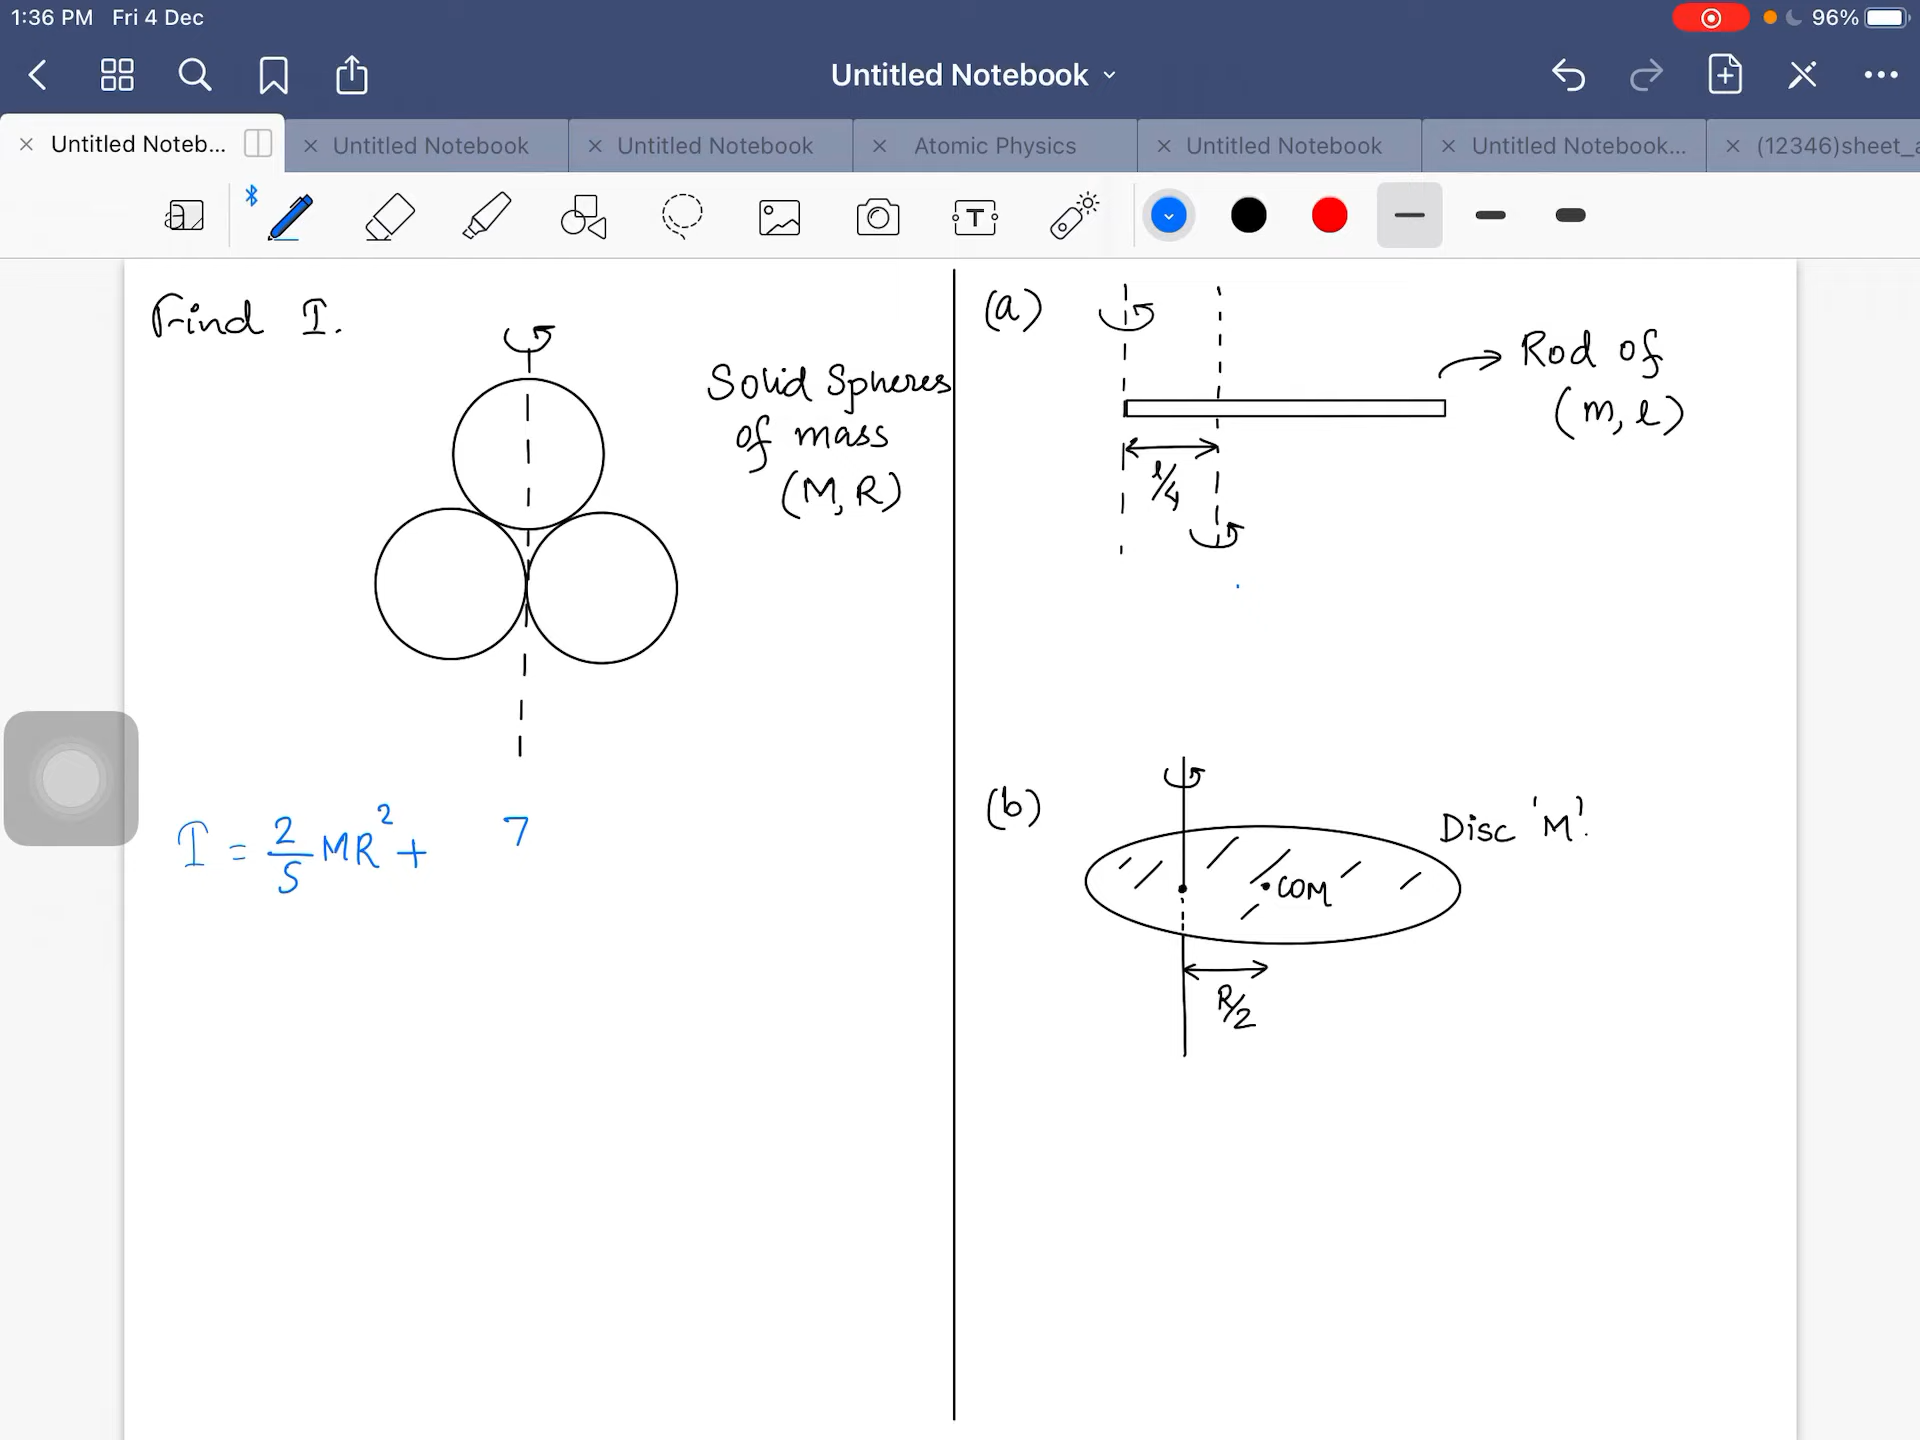 1:36 PM Fri 4 Dec
96%
Untitled Notebook
Untitled Noteb...
Untitled Notebook
Untitled Notebook
Atomic Physics
Untitled Notebook
Untitled Notebook...
(12346)sheet_a
Find I.
Solid Spheres
of mass
(M, R)
I = 2/5 MR² + 7
(a)
Rod of
(m, l)
l/4
(b)
Disc 'M'.
COM
R/2